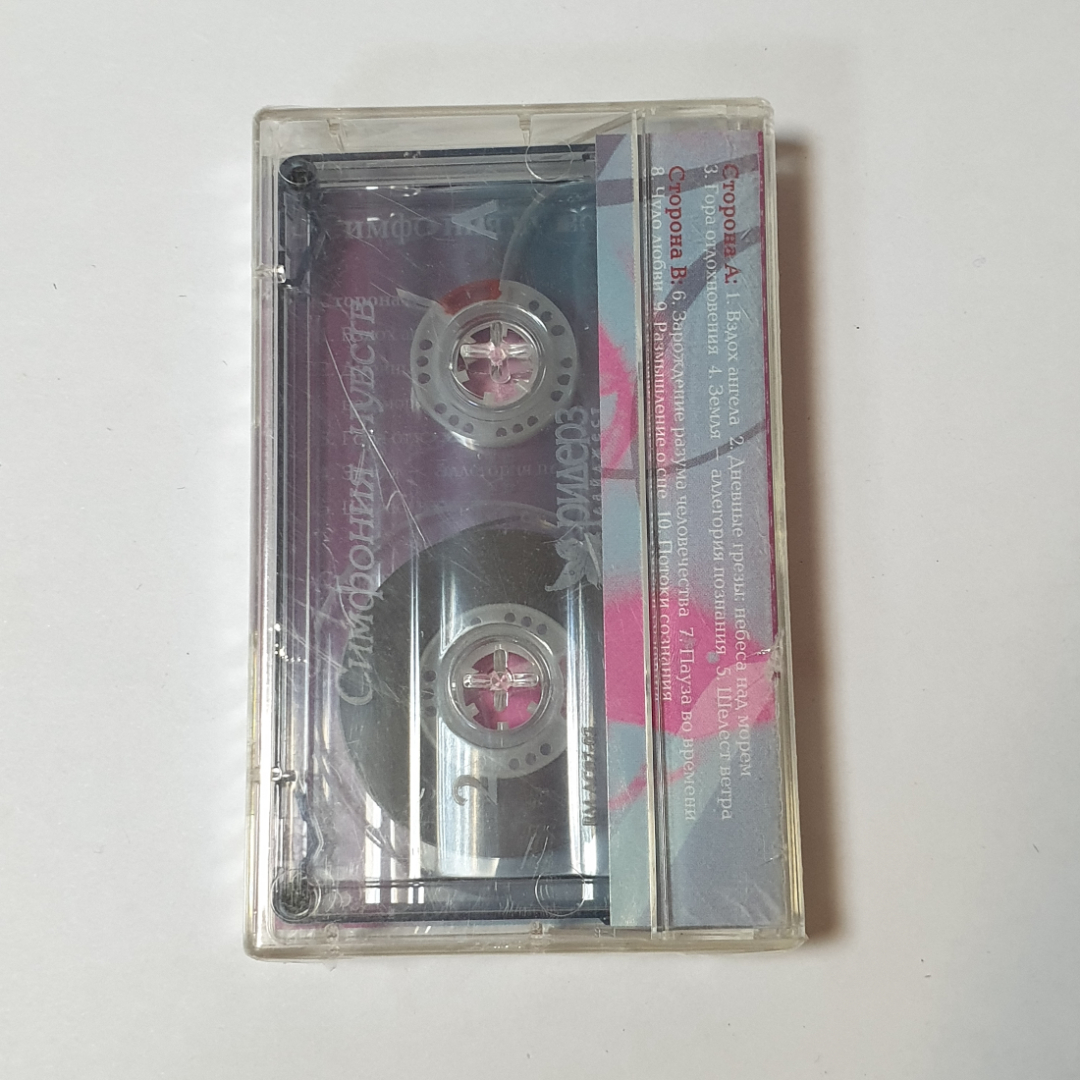 Сторона А: 1. Вздох ангела 2. Дневные грезы: небеса над морем
3. Гора отдохновения 4. Земля — аллегория познания 5. Шелест ветра
Сторона В: 6. Зарождение разума человечества 7. Пауза во времени
8. Чудо любви 9. Размышление о сне 10. Потоки сознания
Симфония чувств
А
2